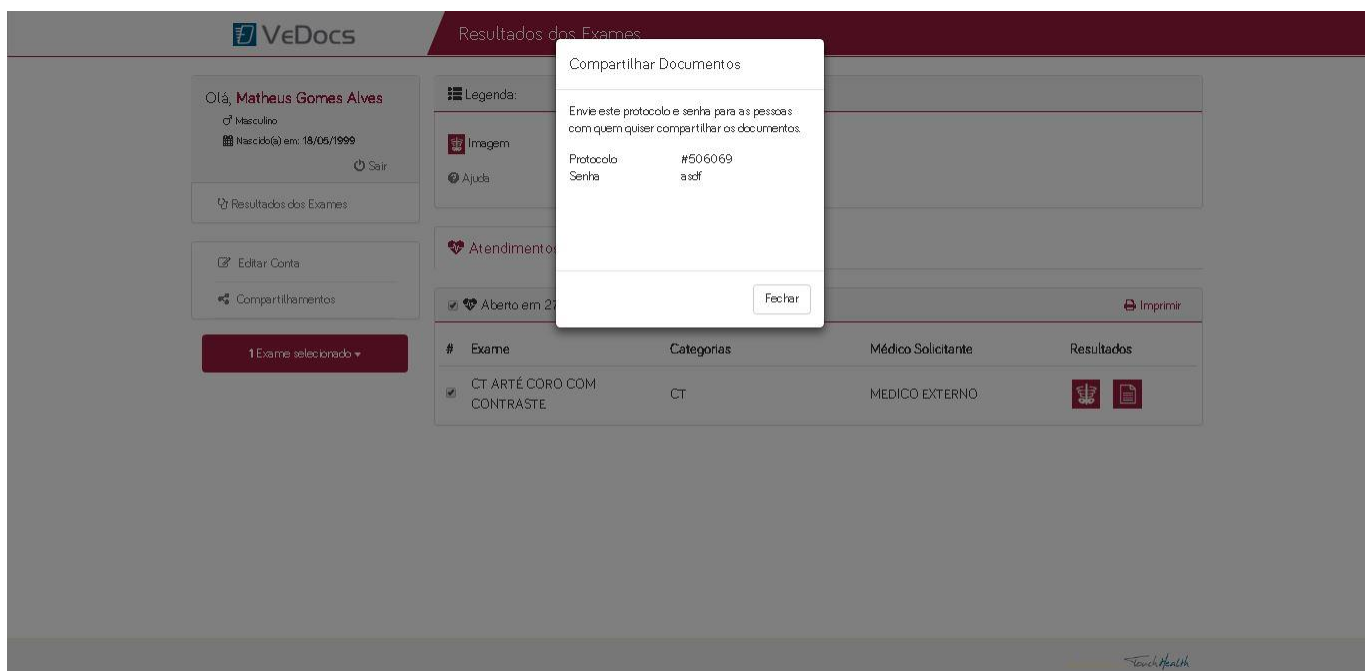 VeDocs
Resultados dos Exames
Olá, Matheus Gomes Alves
Masculino
Nascido(a) em: 18/05/1999
Sair
Resultados dos Exames
Editar Conta
Compartilhamentos
1 Exame selecionado
Legenda:
Imagem
Ajuda
Compartilhar Documentos
Envie este protocolo e senha para as pessoas
com quem quiser compartilhar os documentos.
Protocolo #506069
Senha asdf
Fechar
Atendimentos
Aberto em 27
Imprimir
# Exame Categorias Médico Solicitante Resultados
CT ARTÉ CORO COM
CONTRASTE
CT
MEDICO EXTERNO
TouchHealth